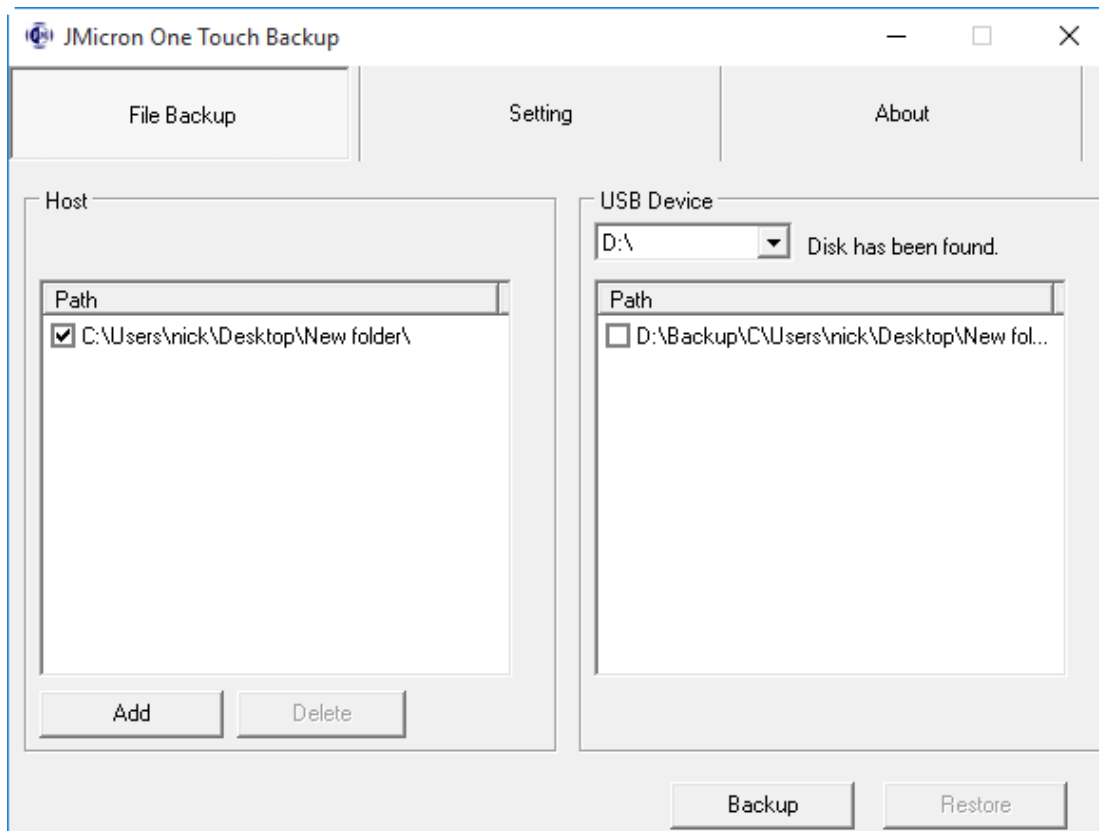 JMicron One Touch Backup
File Backup
Setting
About
Host
USB Device
D:\
Disk has been found.
Path
C:\Users\nick\Desktop\New folder\
Path
D:\Backup\C\Users\nick\Desktop\New fol...
Add
Delete
Backup
Restore